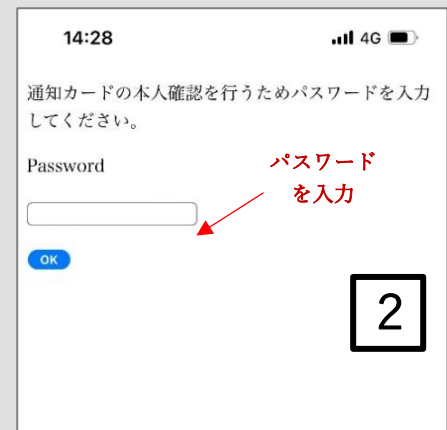 14:28
4G
通知カードの本人確認を行うためパスワードを入力
してください。
Password
パスワード
を入力
OK
2